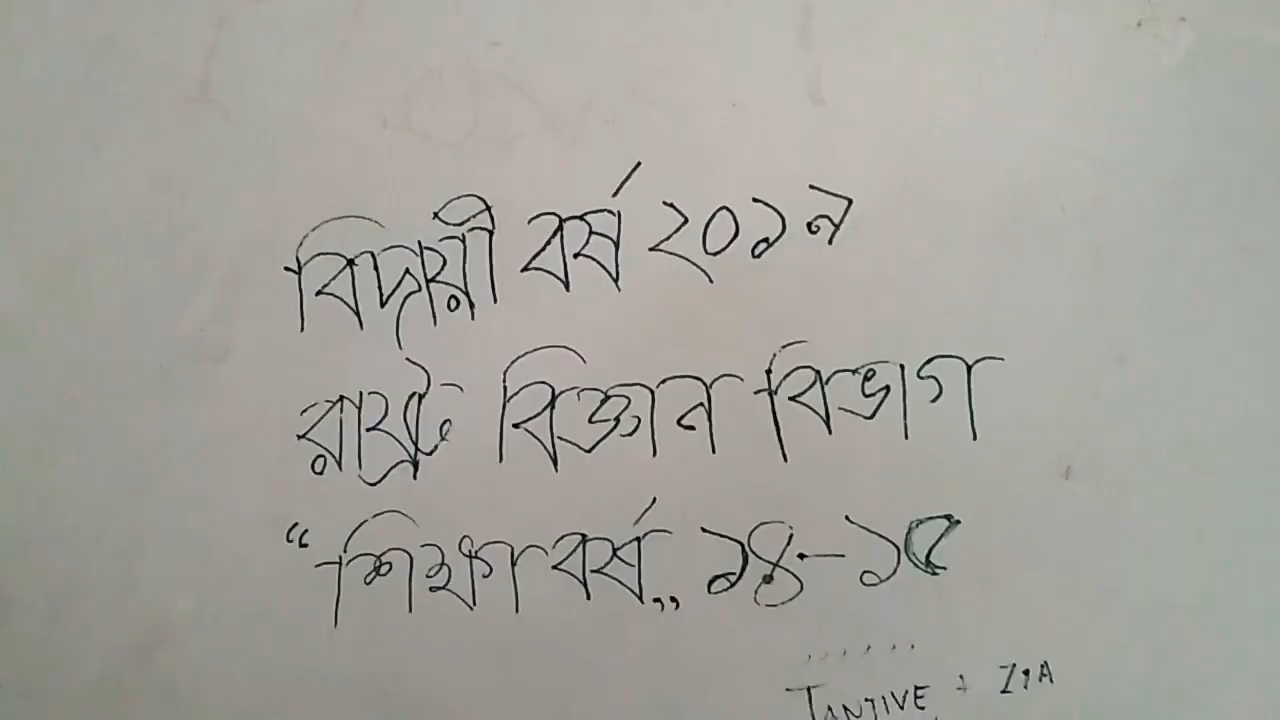 বিদায়ী বর্ষ ২০১৯
রাষ্ট্র বিজ্ঞান বিভাগ
“শিক্ষা বর্ষ„ ১৪-১৫
TANJIVE + ZIA